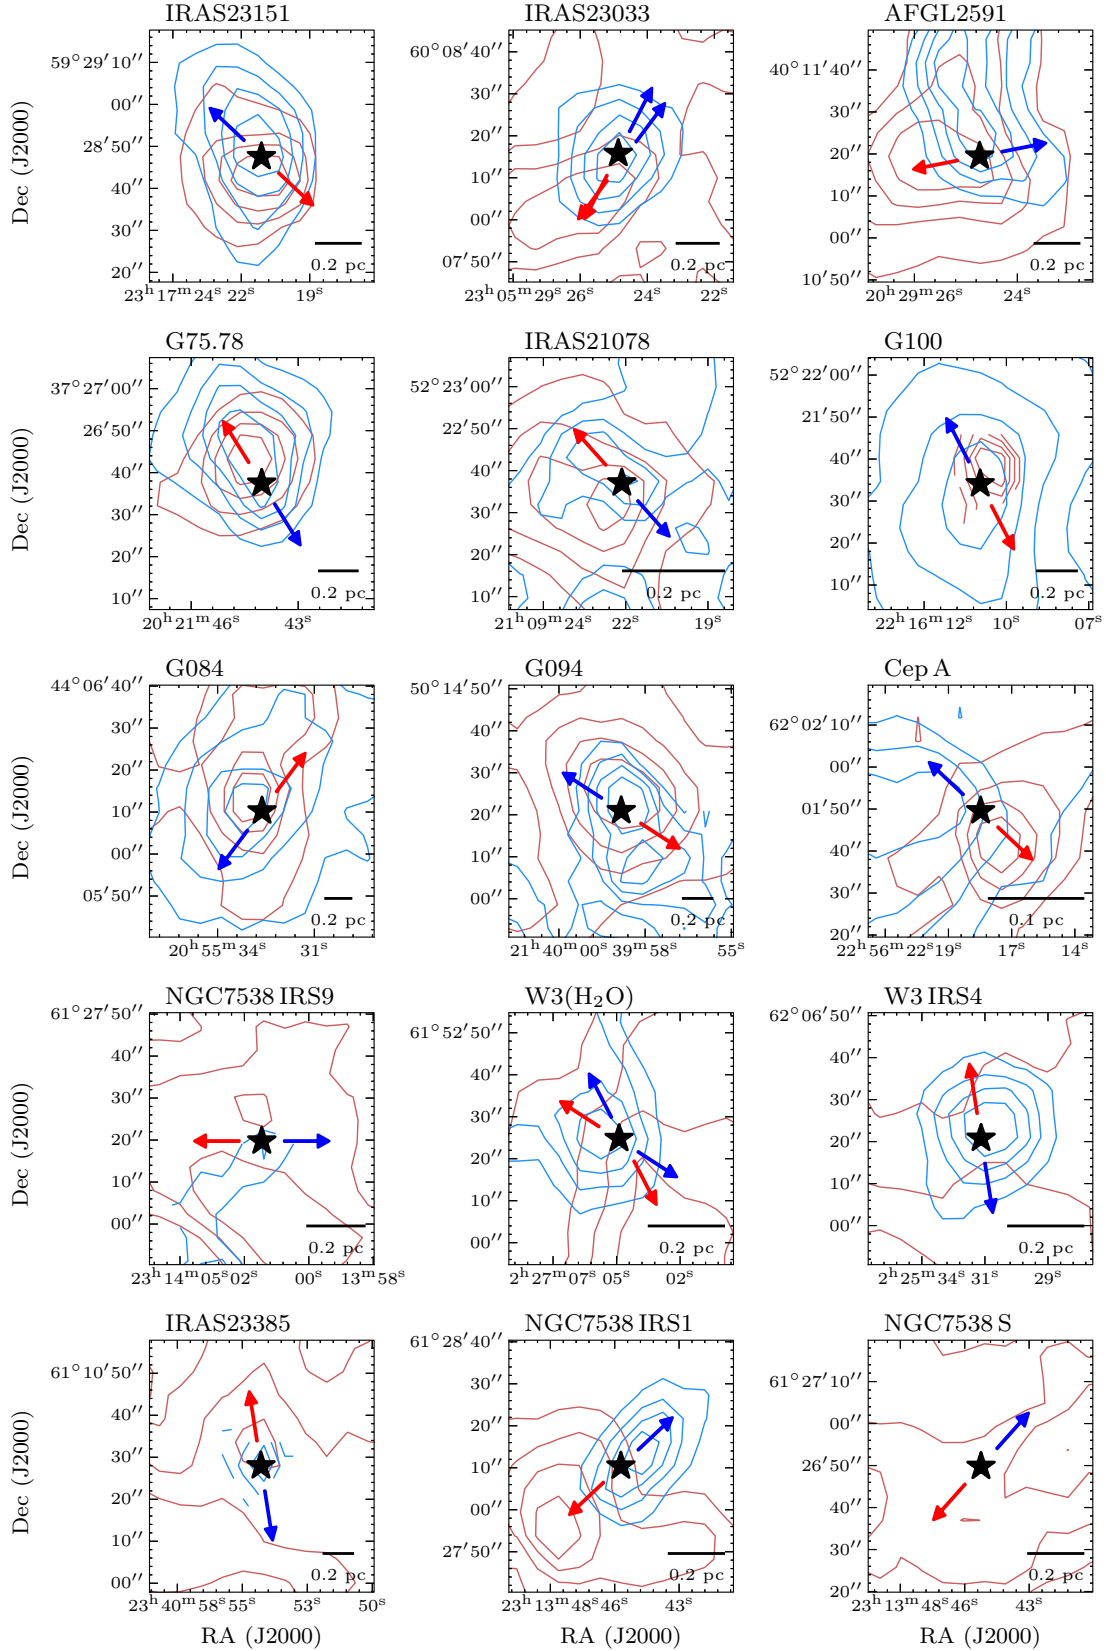 IRAS23151 IRAS23033 AFGL2591
Dec (J2000)
59°29′10″
00″
28′50″
40″
30″
20″
0.2 pc
23ʰ17ᵐ24ˢ 22ˢ 19ˢ
60°08′40″
30″
20″
10″
00″
07′50″
0.2 pc
23ʰ05ᵐ29ˢ 26ˢ 24ˢ 22ˢ
40°11′40″
30″
20″
10″
00″
10′50″
0.2 pc
20ʰ29ᵐ26ˢ 24ˢ
G75.78 IRAS21078 G100
Dec (J2000)
37°27′00″
26′50″
40″
30″
20″
10″
0.2 pc
20ʰ21ᵐ46ˢ 43ˢ
52°23′00″
22′50″
40″
30″
20″
10″
0.2 pc
21ʰ09ᵐ24ˢ 22ˢ 19ˢ
52°22′00″
21′50″
40″
30″
20″
10″
0.2 pc
22ʰ16ᵐ12ˢ 10ˢ 07ˢ
G084 G094 Cep A
Dec (J2000)
44°06′40″
30″
20″
10″
00″
05′50″
0.2 pc
20ʰ55ᵐ34ˢ 31ˢ
50°14′50″
40″
30″
20″
10″
00″
0.2 pc
21ʰ40ᵐ00ˢ 39ᵐ58ˢ 55ˢ
62°02′10″
00″
01′50″
40″
30″
20″
0.1 pc
22ʰ56ᵐ22ˢ 19ˢ 17ˢ 14ˢ
NGC7538 IRS9 W3(H₂O) W3 IRS4
Dec (J2000)
61°27′50″
40″
30″
20″
10″
00″
0.2 pc
23ʰ14ᵐ05ˢ 02ˢ 00ˢ 13ᵐ58ˢ
61°52′50″
40″
30″
20″
10″
00″
0.2 pc
2ʰ27ᵐ07ˢ 05ˢ 02ˢ
62°06′50″
40″
30″
20″
10″
00″
0.2 pc
2ʰ25ᵐ34ˢ 31ˢ 29ˢ
IRAS23385 NGC7538 IRS1 NGC7538 S
Dec (J2000)
61°10′50″
40″
30″
20″
10″
00″
0.2 pc
23ʰ40ᵐ58ˢ 55ˢ 53ˢ 50ˢ
RA (J2000)
61°28′40″
30″
20″
10″
00″
27′50″
0.2 pc
23ʰ13ᵐ48ˢ 46ˢ 43ˢ
RA (J2000)
61°27′10″
00″
26′50″
40″
30″
20″
0.2 pc
23ʰ13ᵐ48ˢ 46ˢ 43ˢ
RA (J2000)